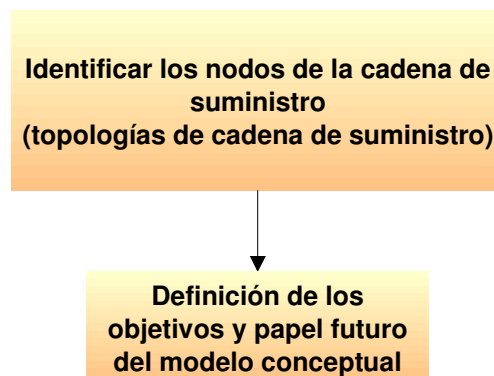 Identificar los nodos de la cadena de
suministro
(topologías de cadena de suministro)
Definición de los
objetivos y papel futuro
del modelo conceptual